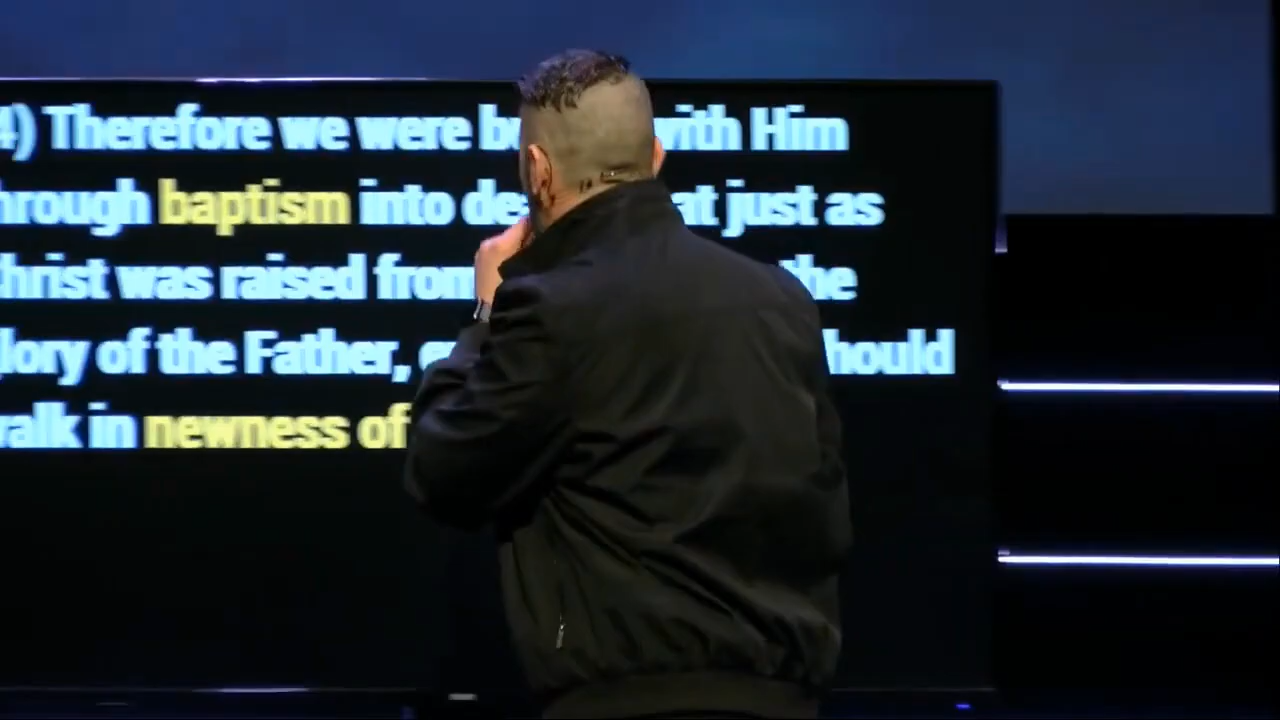 4) Therefore we were with Him
hrough baptism into at just as
hrist was raised from the
lory of the Father, hould
alk in newness of